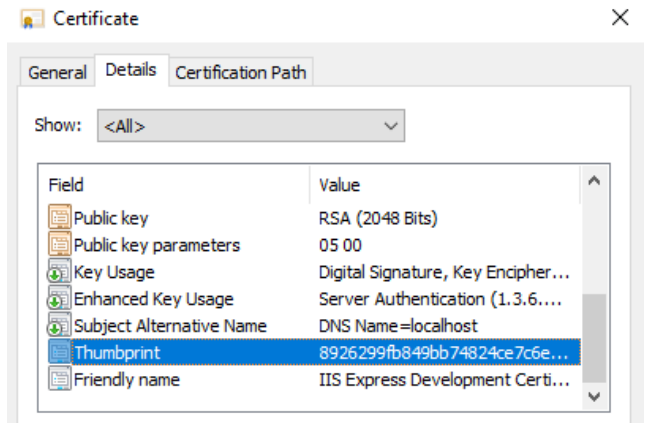 Certificate
General Details Certification Path
Show: <All>
Field Value
Public key RSA (2048 Bits)
Public key parameters 05 00
Key Usage Digital Signature, Key Encipher...
Enhanced Key Usage Server Authentication (1.3.6....
Subject Alternative Name DNS Name=localhost
Thumbprint 8926299fb849bb74824ce7c6e...
Friendly name IIS Express Development Certi...